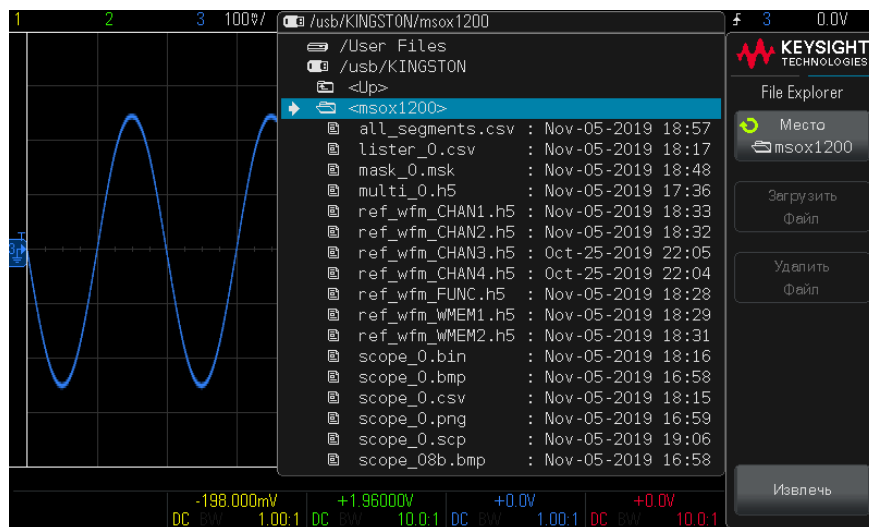 1 2 3 100%/ /usb/KINGSTON/msox1200 3 0.0V
/User Files
/usb/KINGSTON
<Up>
<msox1200>
all_segments.csv : Nov-05-2019 18:57
lister_0.csv : Nov-05-2019 18:17
mask_0.msk : Nov-05-2019 18:48
multi_0.h5 : Nov-05-2019 17:36
ref_wfm_CHAN1.h5 : Nov-05-2019 18:33
ref_wfm_CHAN2.h5 : Nov-05-2019 18:32
ref_wfm_CHAN3.h5 : Oct-25-2019 22:05
ref_wfm_CHAN4.h5 : Oct-25-2019 22:04
ref_wfm_FUNC.h5 : Nov-05-2019 18:28
ref_wfm_WMEM1.h5 : Nov-05-2019 18:29
ref_wfm_WMEM2.h5 : Nov-05-2019 18:31
scope_0.bin : Nov-05-2019 18:16
scope_0.bmp : Nov-05-2019 16:58
scope_0.csv : Nov-05-2019 18:15
scope_0.png : Nov-05-2019 16:59
scope_0.scp : Nov-05-2019 19:06
scope_08b.bmp : Nov-05-2019 16:58
KEYSIGHT
TECHNOLOGIES
File Explorer
Место
msox1200
Загрузить
Файл
Удалить
Файл
Извлечь
T
3
-198.000mV +1.96000V +0.0V +0.0V
DC BW 1.00:1 DC BW 10.0:1 DC BW 1.00:1 DC BW 10.0:1